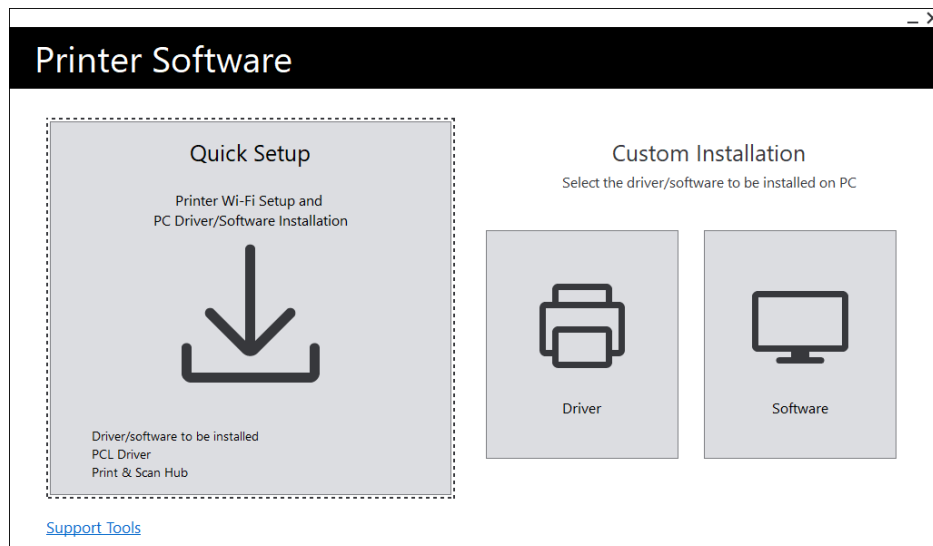 Printer Software
Quick Setup
Printer Wi-Fi Setup and
PC Driver/Software Installation
Driver/software to be installed
PCL Driver
Print & Scan Hub
Custom Installation
Select the driver/software to be installed on PC
Driver
Software
Support Tools